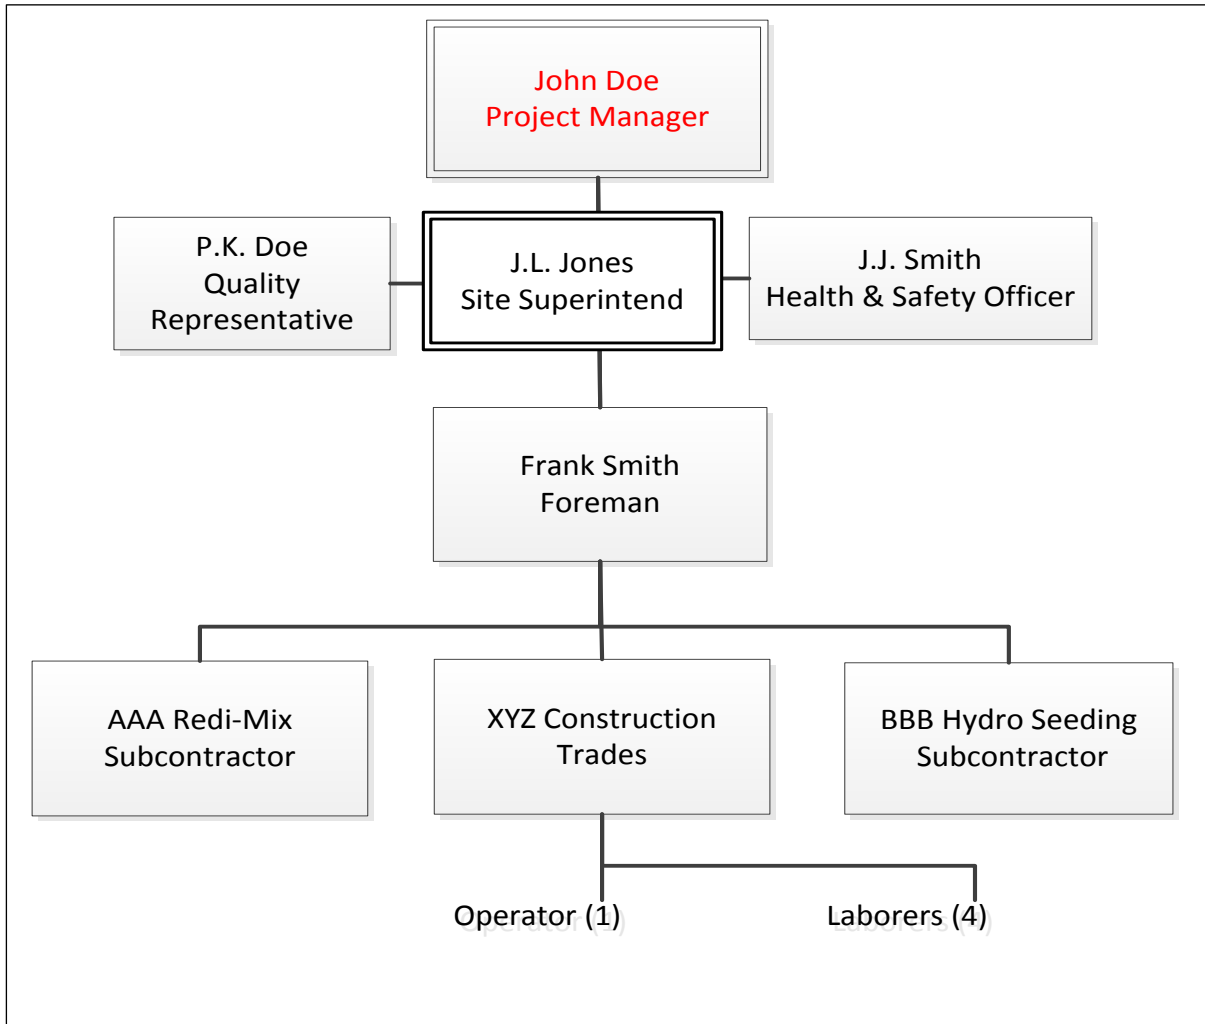 John Doe
Project Manager
P.K. Doe
Quality
Representative
J.L. Jones
Site Superintend
J.J. Smith
Health & Safety Officer
Frank Smith
Foreman
AAA Redi-Mix
Subcontractor
XYZ Construction
Trades
BBB Hydro Seeding
Subcontractor
Operator (1)
Laborers (4)